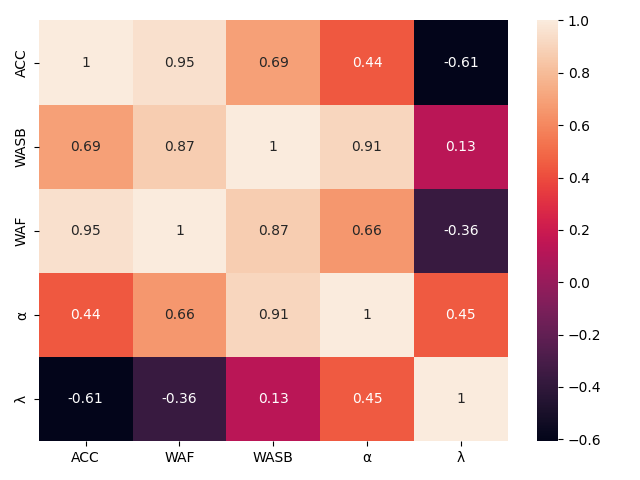 ACC 1 0.95 0.69 0.44 -0.61
WASB 0.69 0.87 1 0.91 0.13
WAF 0.95 1 0.87 0.66 -0.36
α 0.44 0.66 0.91 1 0.45
λ -0.61 -0.36 0.13 0.45 1
ACC WAF WASB α λ
1.0
0.8
0.6
0.4
0.2
0.0
−0.2
−0.4
−0.6